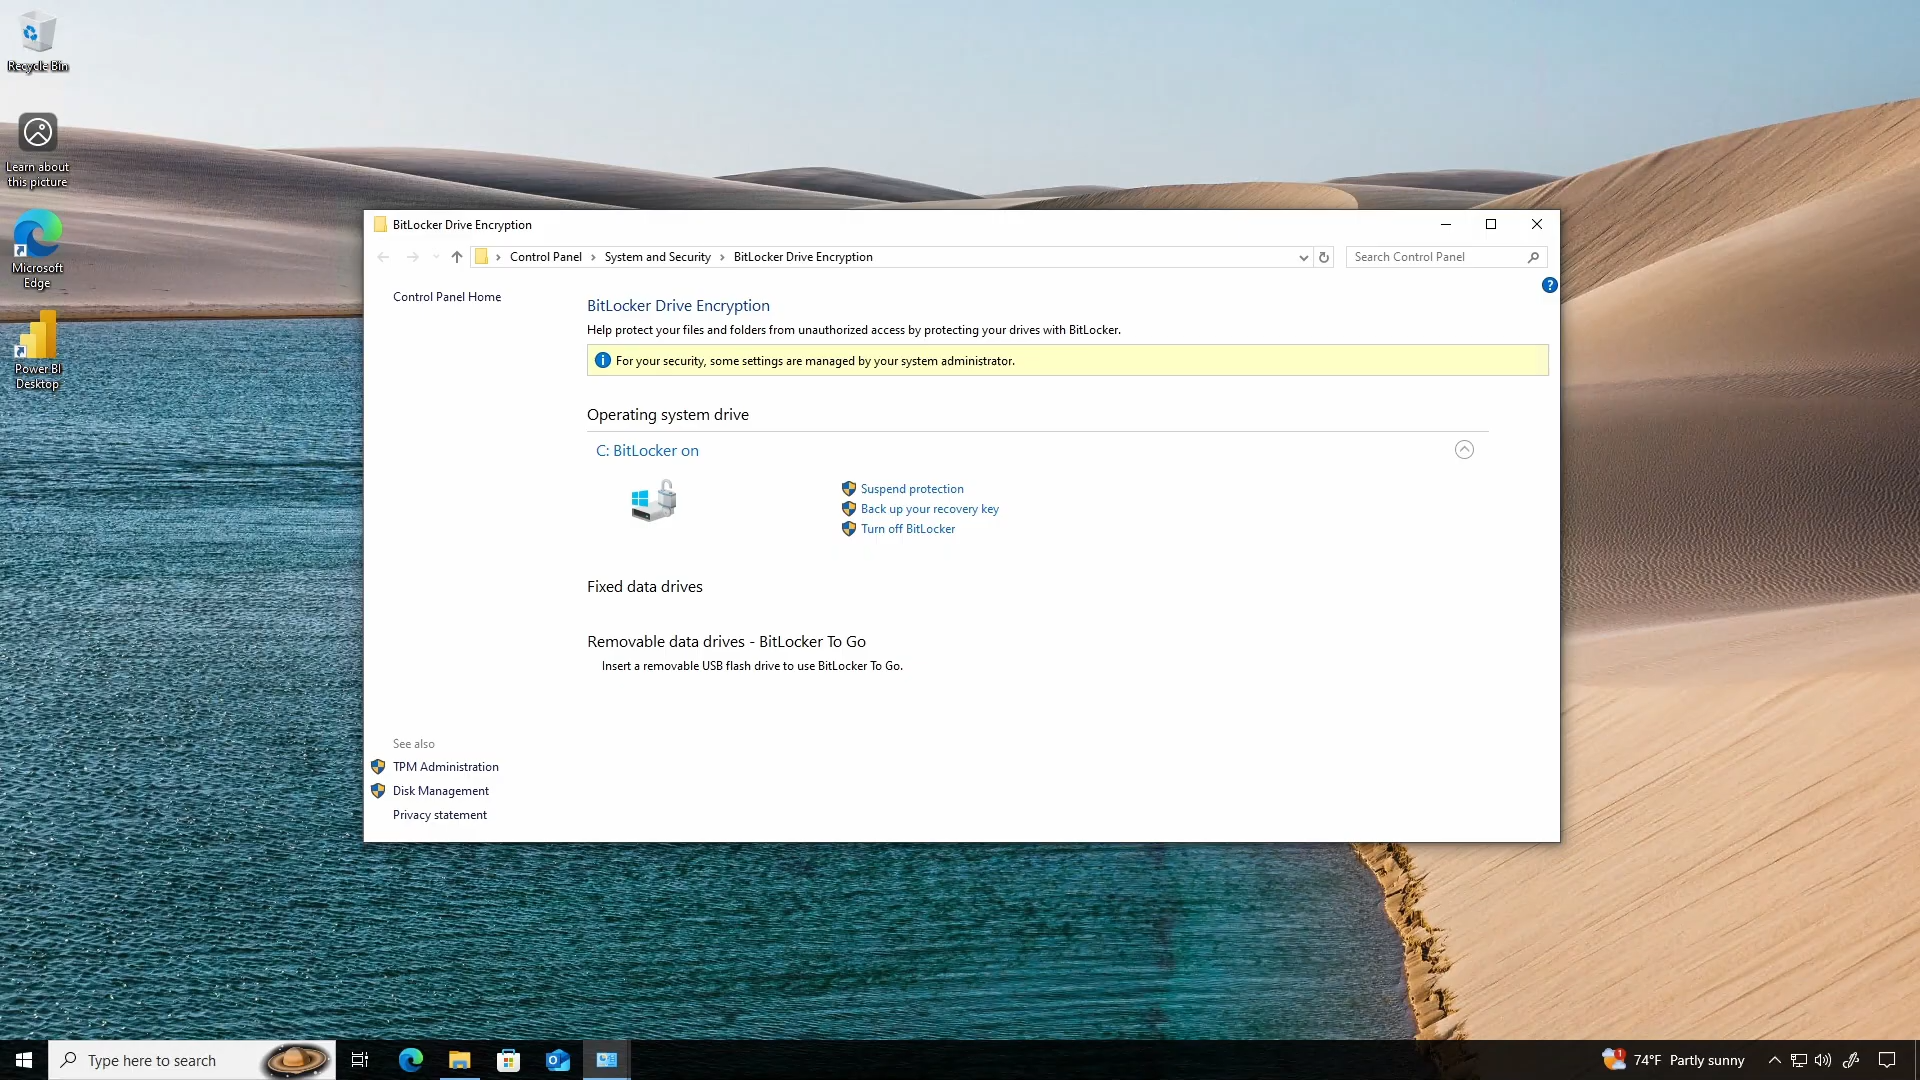 Recycle Bin
Learn about
this picture
Microsoft
Edge
Power BI
Desktop
BitLocker Drive Encryption
Control Panel > System and Security > BitLocker Drive Encryption
Search Control Panel
Control Panel Home
BitLocker Drive Encryption
Help protect your files and folders from unauthorized access by protecting your drives with BitLocker.
For your security, some settings are managed by your system administrator.
Operating system drive
C: BitLocker on
Suspend protection
Back up your recovery key
Turn off BitLocker
Fixed data drives
Removable data drives - BitLocker To Go
Insert a removable USB flash drive to use BitLocker To Go.
See also
TPM Administration
Disk Management
Privacy statement
Type here to search
1
74°F Partly sunny